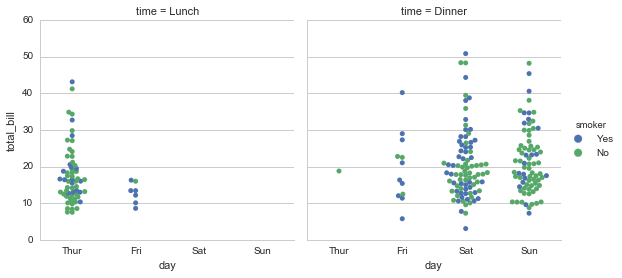 time = Lunch
time = Dinner
60
50
40
30
20
10
0
total_bill
Thur Fri Sat Sun
Thur Fri Sat Sun
day
day
smoker
Yes
No